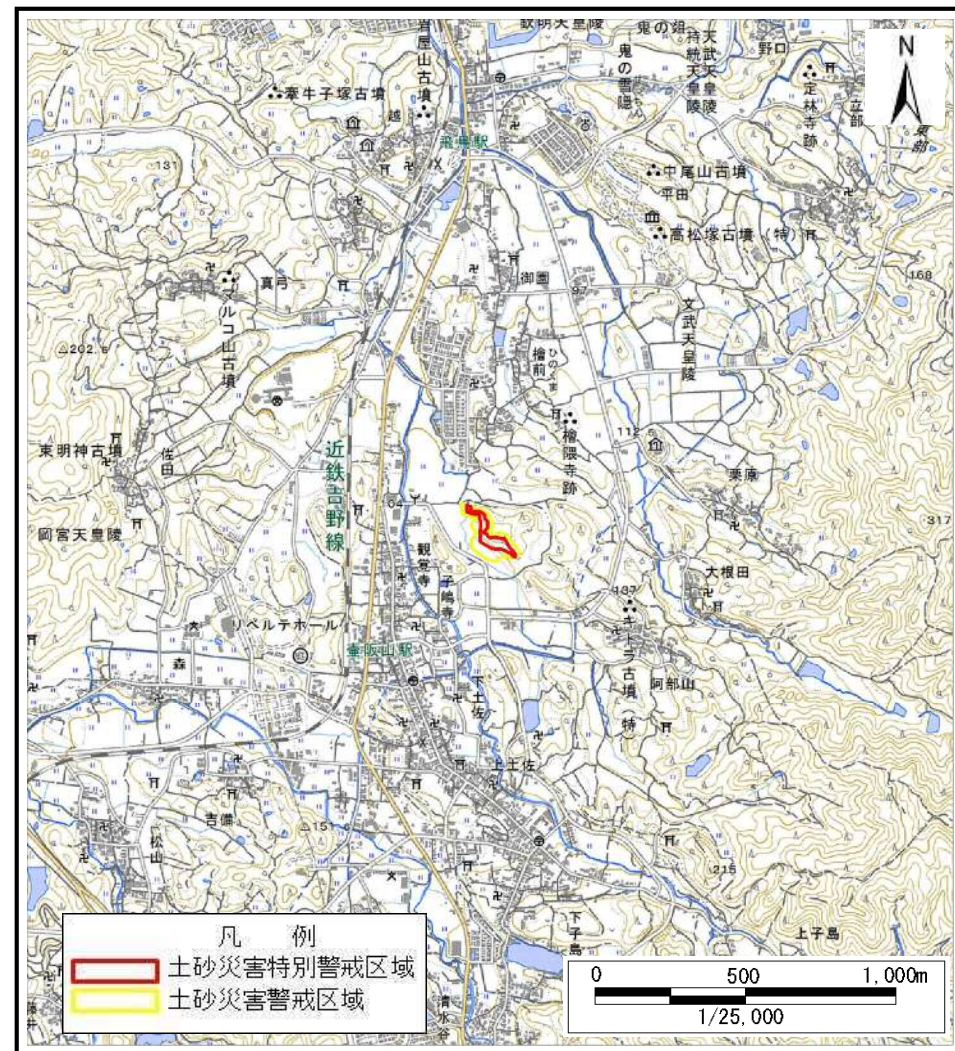 欽明天皇陵
鬼の俎
鬼の雪隠
天武天皇陵
持統天皇陵
野口
N
岩屋山古墳
牽牛子塚古墳
越
定林寺跡
立部
飛鳥駅
131
中尾山古墳
平田
高松塚古墳(特)
168
真弓
マルコ山古墳
御園
97
文武天皇陵
202.6
檜前
ひのくま
檜隈寺跡
112.5
東明神古墳
佐田
栗原
近鉄吉野線
317
岡宮天皇陵
観覚寺
子嶋寺
大根田
137
キトラ古墳(特)
リベルテホール
壷阪山駅
森
阿部山
下土佐
上土佐
吉備
151
松山
215
上子島
下子島
清水谷
凡 例
土砂災害特別警戒区域
土砂災害警戒区域
0 500 1,000m
1/25,000